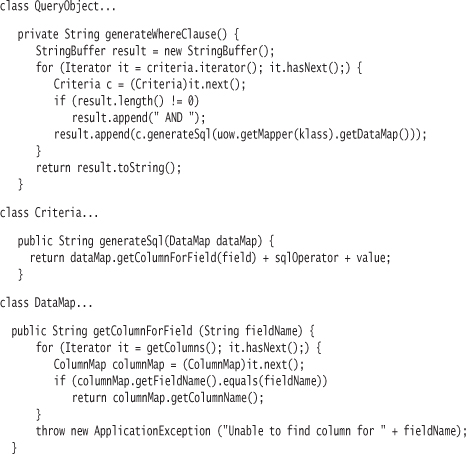 class QueryObject...
private String generateWhereClause() {
StringBuffer result = new StringBuffer();
for (Iterator it = criteria.iterator(); it.hasNext();) {
Criteria c = (Criteria)it.next();
if (result.length() != 0)
result.append(" AND ");
result.append(c.generateSql(uow.getMapper(klass).getDataMap()));
}
return result.toString();
}
class Criteria...
public String generateSql(DataMap dataMap) {
return dataMap.getColumnForField(field) + sqlOperator + value;
}
class DataMap...
public String getColumnForField (String fieldName) {
for (Iterator it = getColumns(); it.hasNext();) {
ColumnMap columnMap = (ColumnMap)it.next();
if (columnMap.getFieldName().equals(fieldName))
return columnMap.getColumnName();
}
throw new ApplicationException ("Unable to find column for " + fieldName);
}